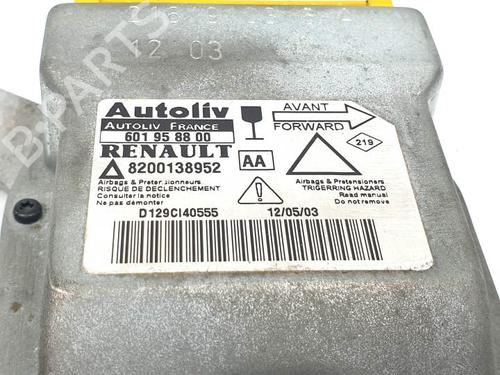 12 03
Autoliv
AUTOLIV FRANCE
601 95 88 00
RENAULT
8200138952
AA
AVANT
FORWARD
219
Airbags & Pretensionneurs
RISQUE DE DECLENCHEMENT
Consulter la notice
Ne pas démonter
Airbags & Pretensioners
TRIGERRING HAZARD
Read manual
Do not remove
D129CI40555
12/05/03
B-PARTS